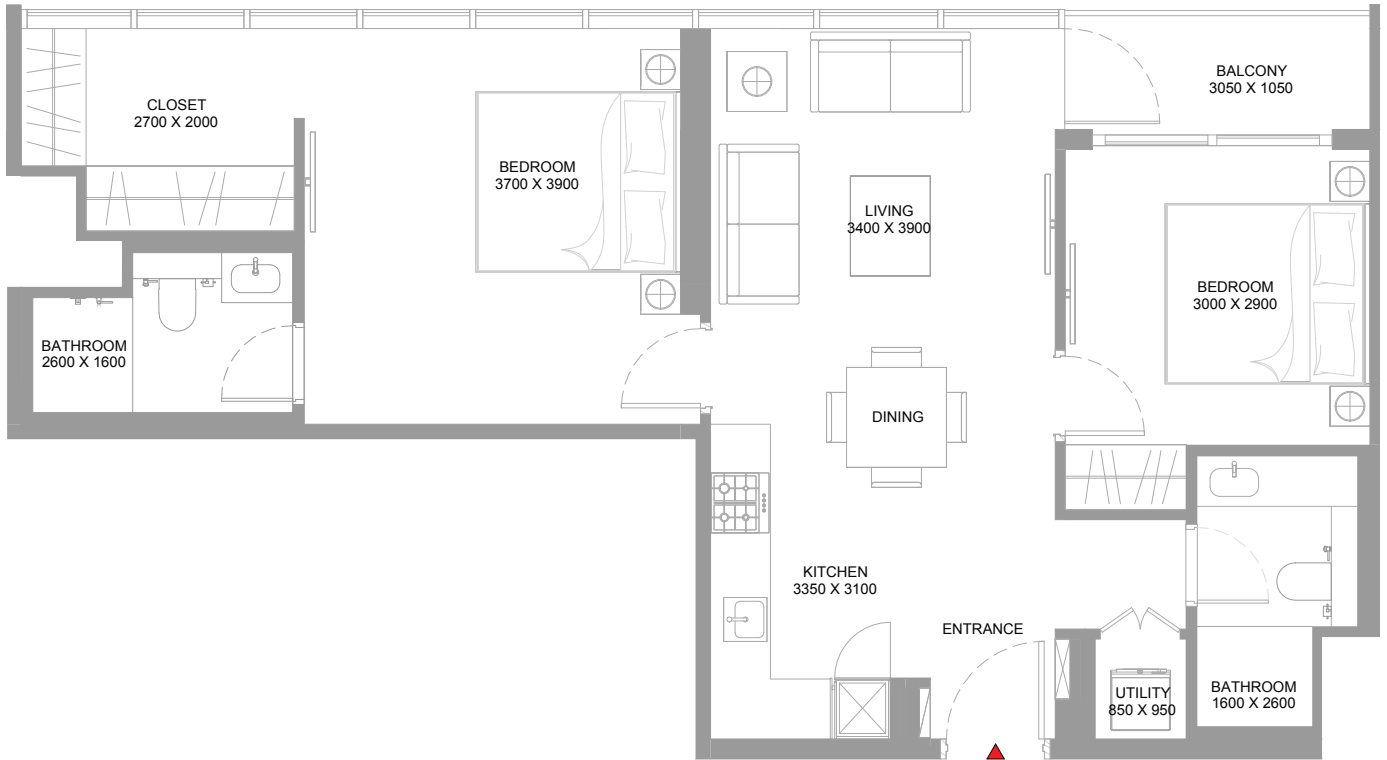 CLOSET
2700 X 2000
BALCONY
3050 X 1050
BEDROOM
3700 X 3900
LIVING
3400 X 3900
BEDROOM
3000 X 2900
BATHROOM
2600 X 1600
DINING
KITCHEN
3350 X 3100
ENTRANCE
UTILITY
850 X 950
BATHROOM
1600 X 2600